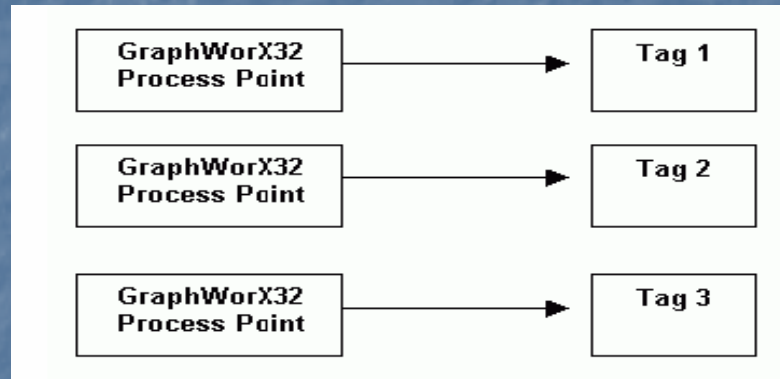 GraphWorX32
Process Point
Tag 1
GraphWorX32
Process Point
Tag 2
GraphWorX32
Process Point
Tag 3